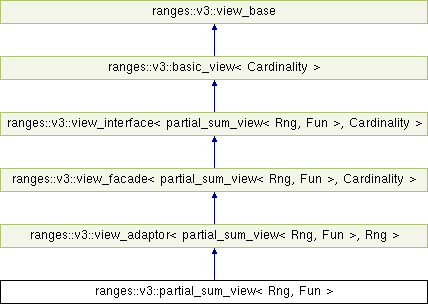 ranges::v3::view_base
ranges::v3::basic_view< Cardinality >
ranges::v3::view_interface< partial_sum_view< Rng, Fun >, Cardinality >
ranges::v3::view_facade< partial_sum_view< Rng, Fun >, Cardinality >
ranges::v3::view_adaptor< partial_sum_view< Rng, Fun >, Rng >
ranges::v3::partial_sum_view< Rng, Fun >